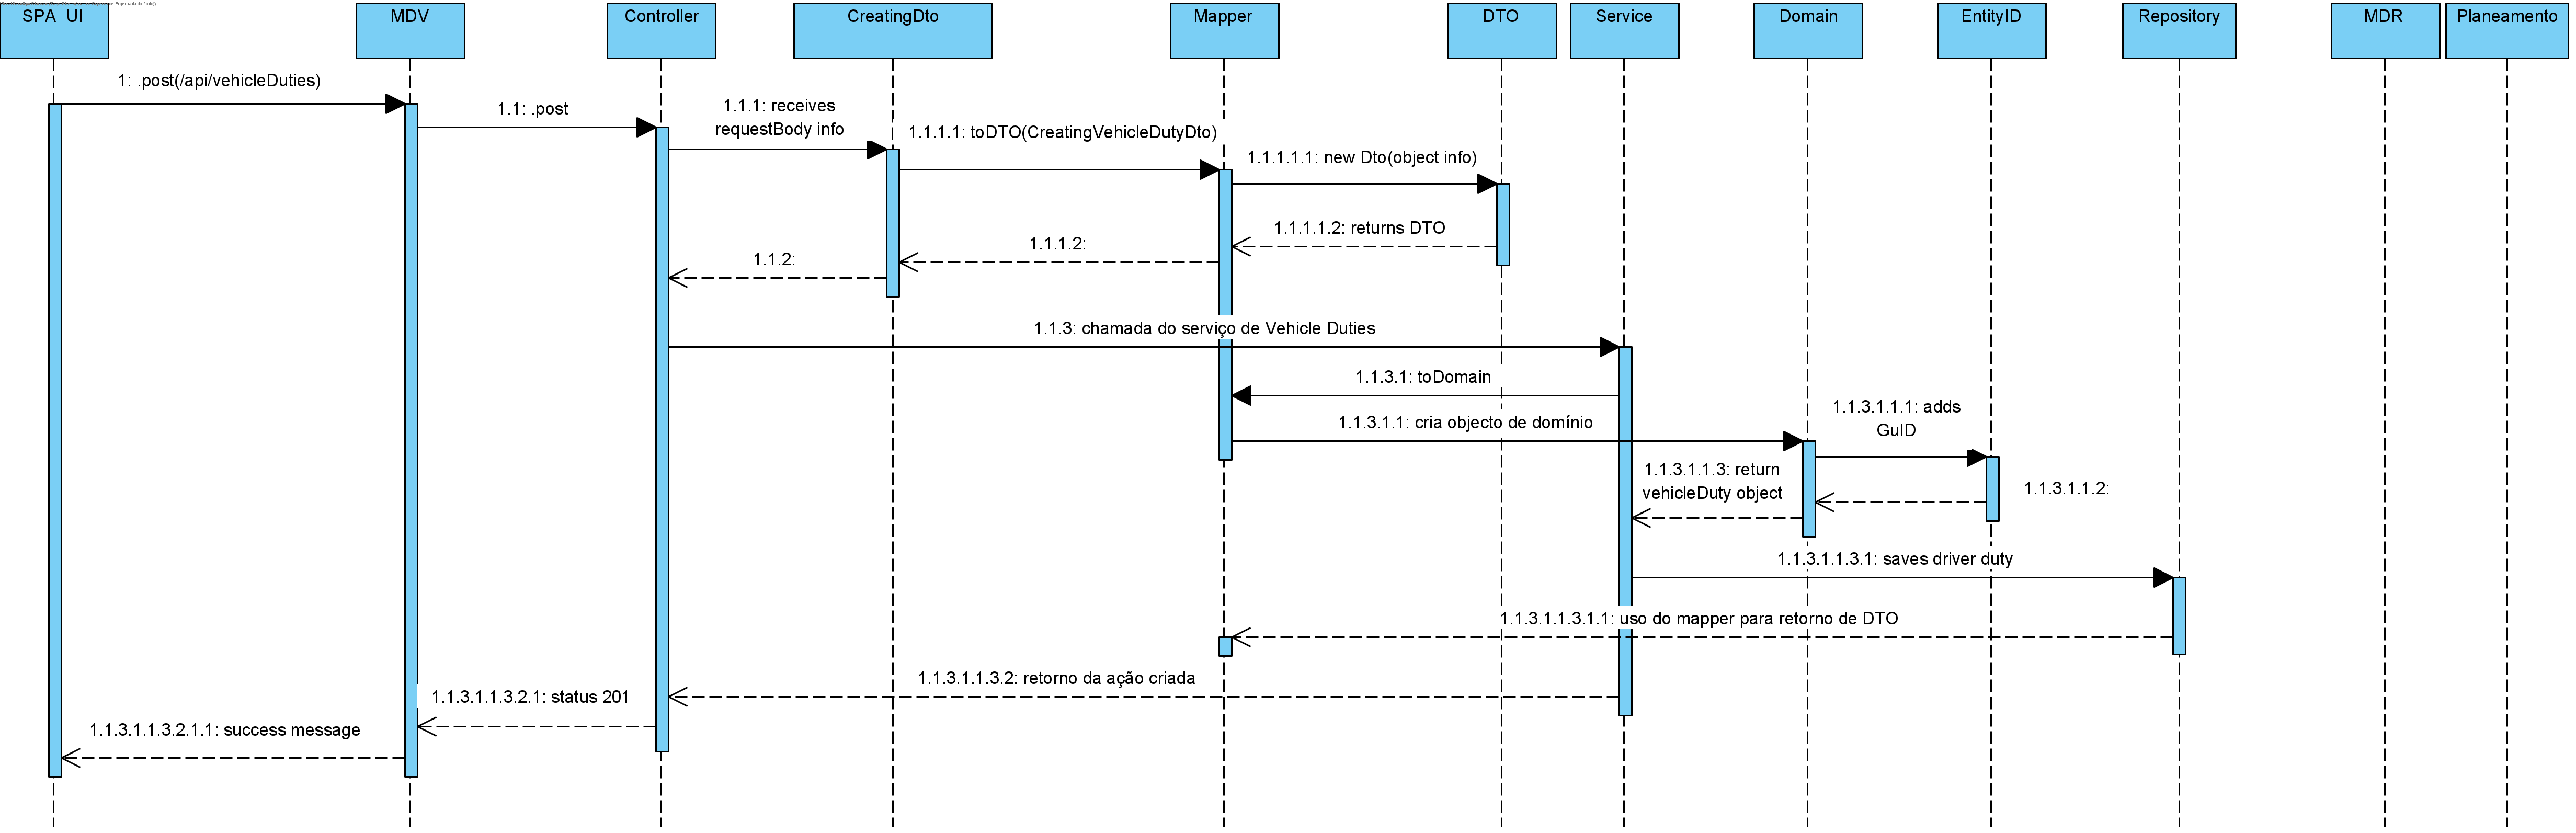 SPA UI
MDV
Controller
CreatingDto
Mapper
DTO
Service
Domain
EntityID
Repository
MDR
Planeamento
1: .post(/api/vehicleDuties)
1.1: .post
1.1.1: receives
requestBody info
1.1.1.1: toDTO(CreatingVehicleDutyDto)
1.1.1.1.1: new Dto(object info)
1.1.1.1.2: returns DTO
1.1.1.2:
1.1.2:
1.1.3: chamada do serviço de Vehicle Duties
1.1.3.1: toDomain
1.1.3.1.1: cria objecto de domínio
1.1.3.1.1.1: adds
GuID
1.1.3.1.1.3: return
vehicleDuty object
1.1.3.1.1.2:
1.1.3.1.1.3.1: saves driver duty
1.1.3.1.1.3.1.1: uso do mapper para retorno de DTO
1.1.3.1.1.3.2: retorno da ação criada
1.1.3.1.1.3.2.1: status 201
1.1.3.1.1.3.2.1.1: success message